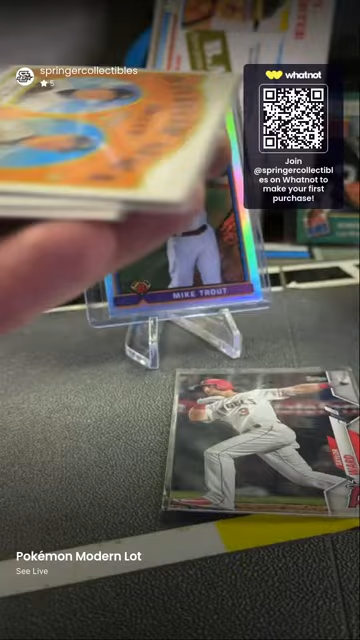 springercollectibles
★ 5
whatnot
Join
@springercollectibl
es on Whatnot to
make your first
purchase!
MIKE TROUT
Pokémon Modern Lot
See Live